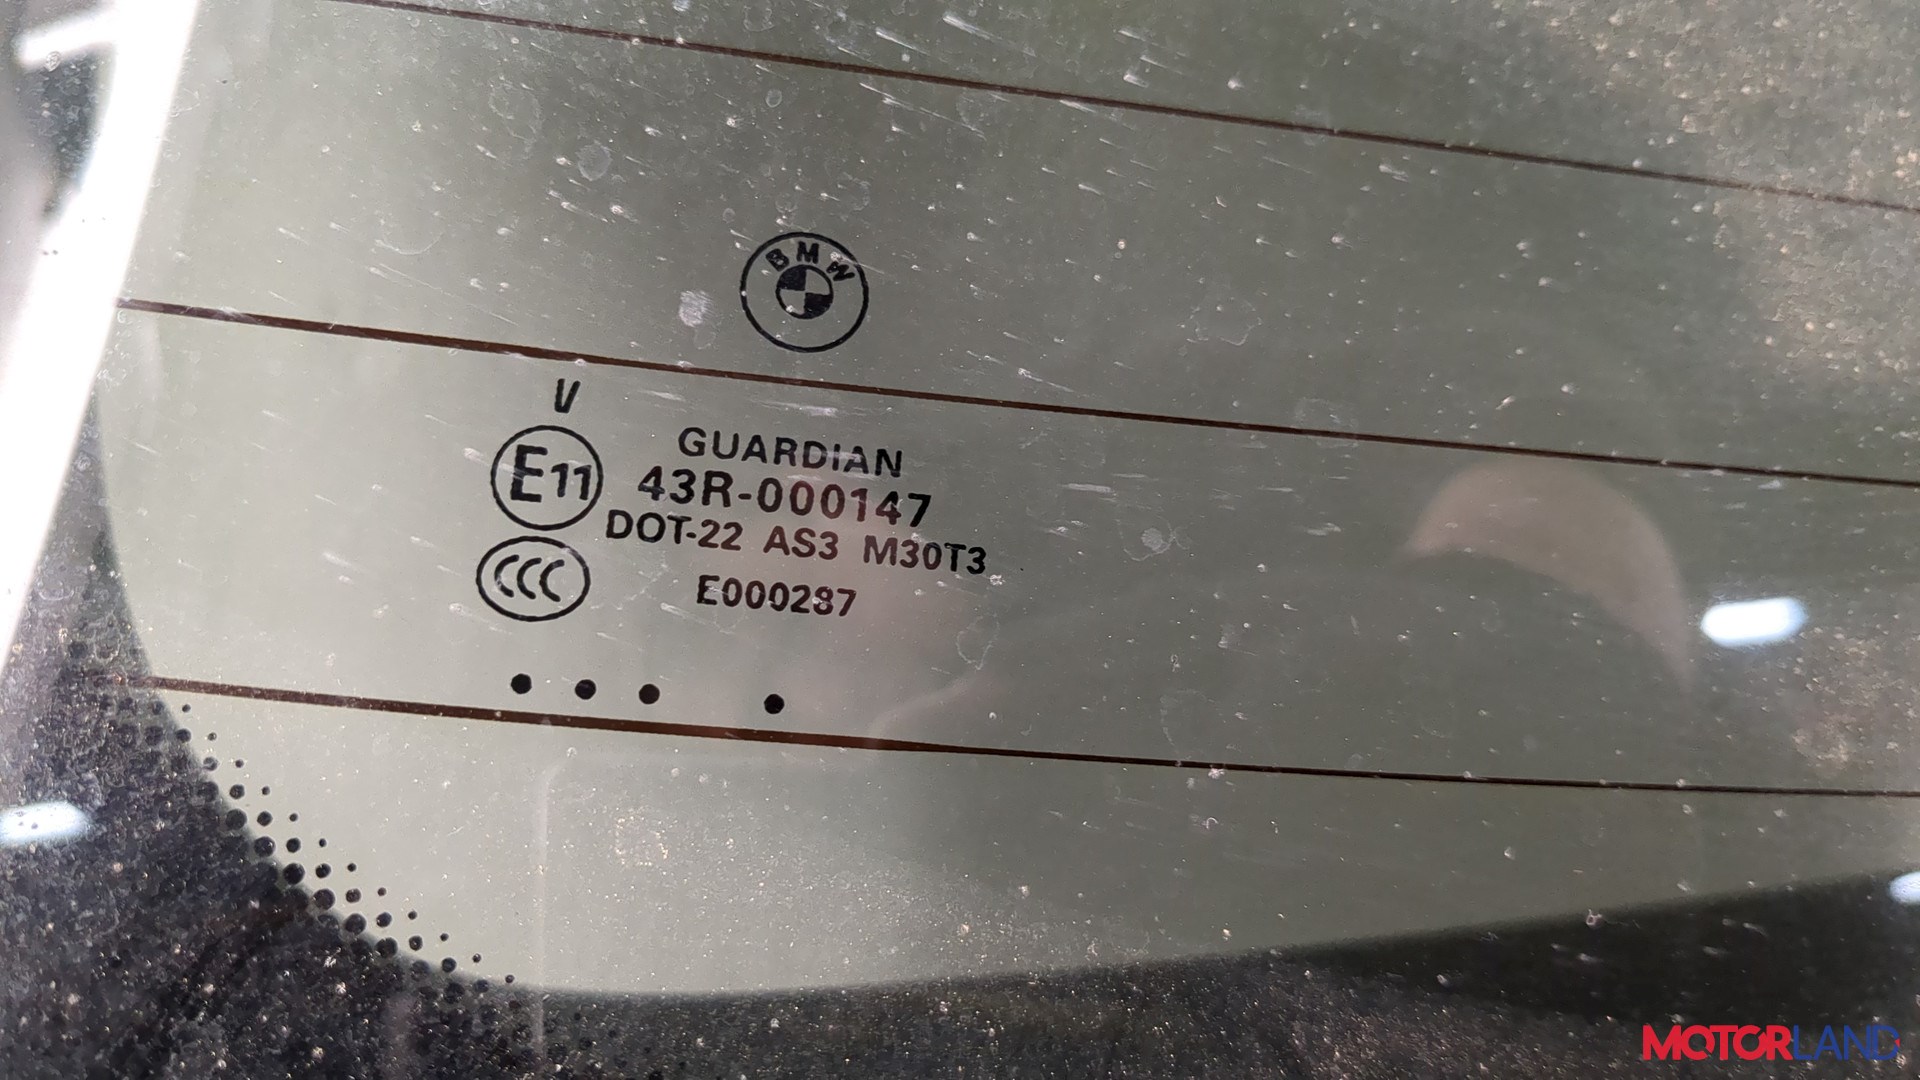 BMW
V
E11
GUARDIAN
43R-000147
DOT-22 AS3 M30T3
CCC
E000287
MOTORLAND